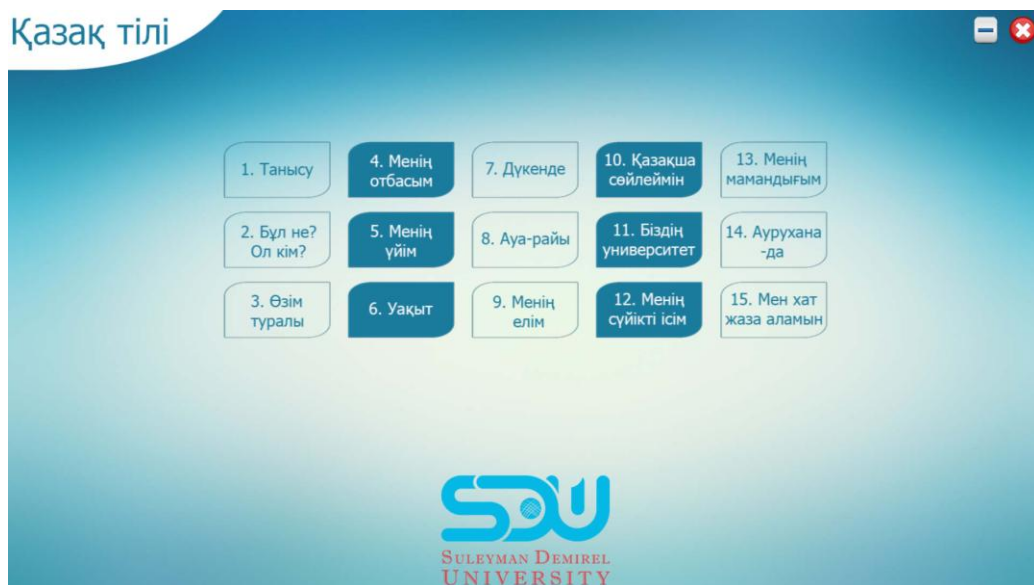 Қазақ тілі
1. Танысу
2. Бұл не?
Ол кім?
3. Өзім
туралы
4. Менің
отбасым
5. Менің
үйім
6. Уақыт
7. Дүкенде
8. Ауа-райы
9. Менің
елім
10. Қазақша
сөйлеймін
11. Біздің
университет
12. Менің
сүйікті ісім
13. Менің
мамандығым
14. Аурухана
-да
15. Мен хат
жаза аламын
SDU
SULEYMAN DEMIREL
UNIVERSITY